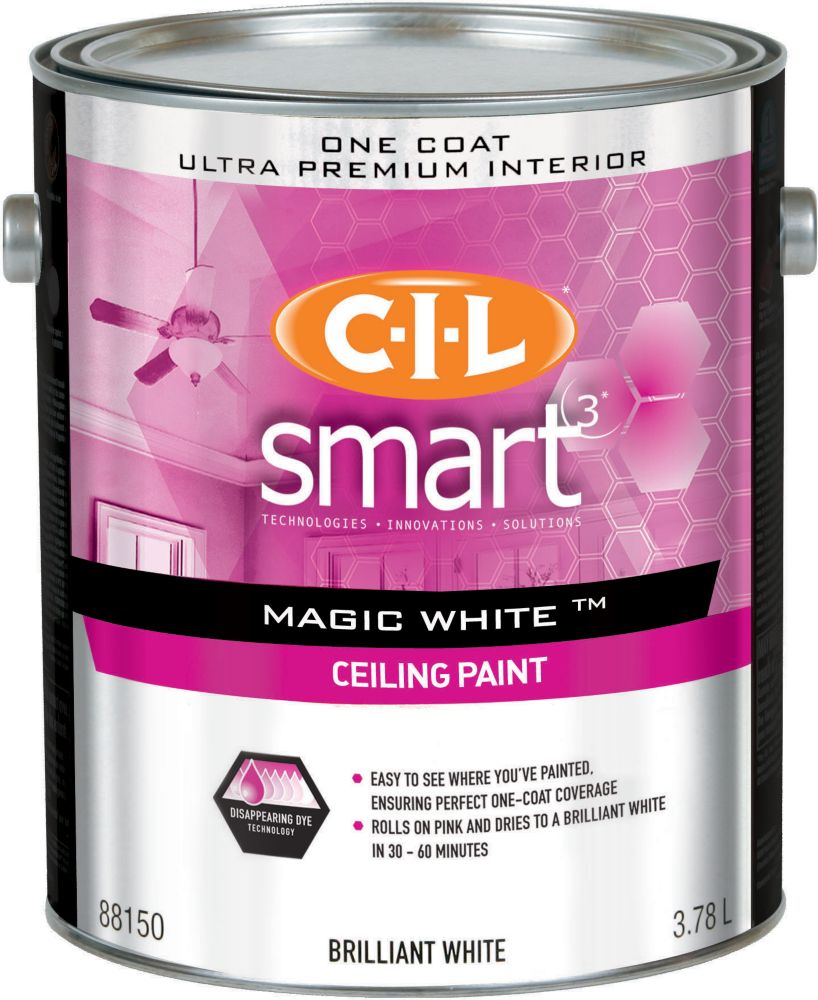 ONE COAT
ULTRA PREMIUM INTERIOR
C·I·L*
smart3*
TECHNOLOGIES • INNOVATIONS • SOLUTIONS
MAGIC WHITE ™
CEILING PAINT
DISAPPEARING DYE
TECHNOLOGY
• EASY TO SEE WHERE YOU'VE PAINTED,
ENSURING PERFECT ONE-COAT COVERAGE
• ROLLS ON PINK AND DRIES TO A BRILLIANT WHITE
IN 30 - 60 MINUTES
88150
3.78 L
BRILLIANT WHITE